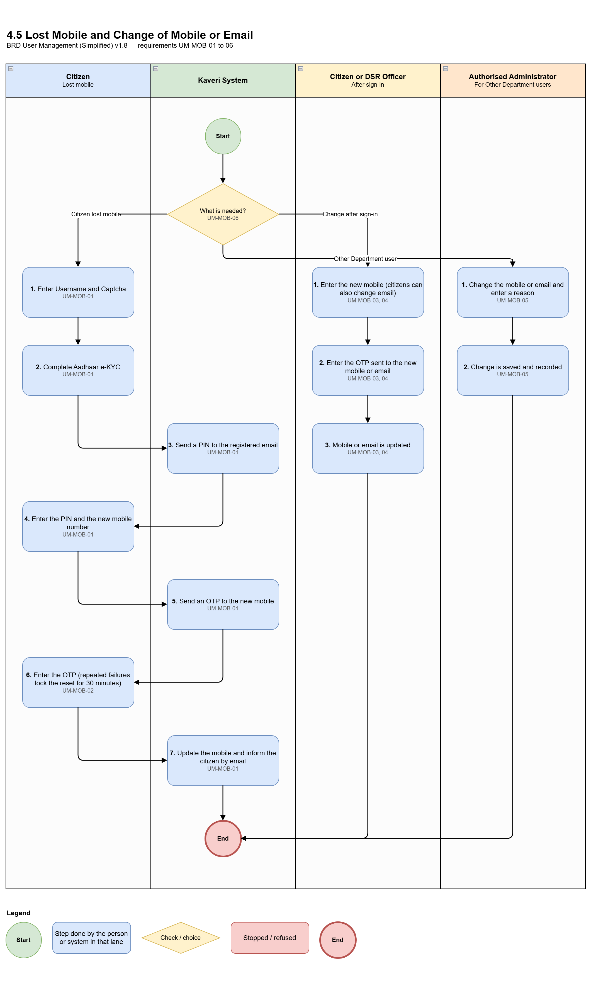 4.5 Lost Mobile and Change of Mobile or Email
BRD User Management (Simplified) v1.8 — requirements UM-MOB-01 to 06
Citizen
Lost mobile
Kaveri System
Citizen or DSR Officer
After sign-in
Authorised Administrator
For Other Department users
Start
What is needed?
UM-MOB-06
Citizen lost mobile
Change after sign-in
Other Department user
1. Enter Username and Captcha
UM-MOB-01
1. Enter the new mobile (citizens can
also change email)
UM-MOB-03, 04
1. Change the mobile or email and
enter a reason
UM-MOB-05
2. Complete Aadhaar e-KYC
UM-MOB-01
2. Enter the OTP sent to the new
mobile or email
UM-MOB-03, 04
2. Change is saved and recorded
UM-MOB-05
3. Send a PIN to the registered email
UM-MOB-01
3. Mobile or email is updated
UM-MOB-03, 04
4. Enter the PIN and the new mobile
number
UM-MOB-01
5. Send an OTP to the new mobile
UM-MOB-01
6. Enter the OTP (repeated failures
lock the reset for 30 minutes)
UM-MOB-02
7. Update the mobile and inform the
citizen by email
UM-MOB-01
End
Legend
Start
Step done by the person
or system in that lane
Check / choice
Stopped / refused
End